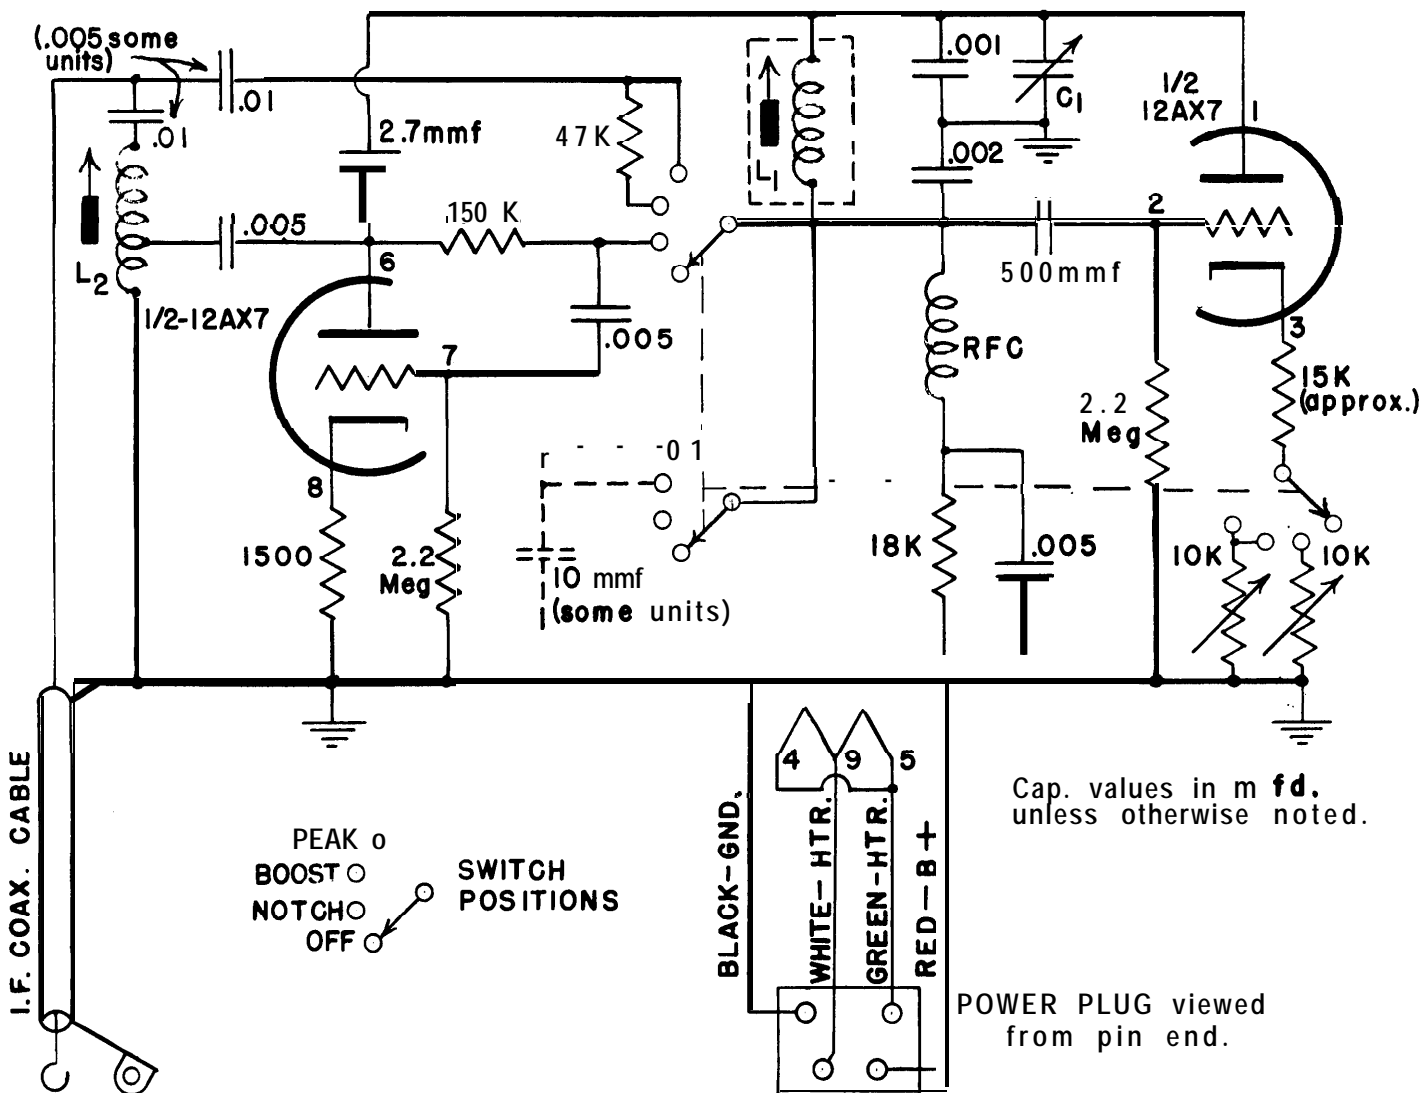 (.005 some
units)
.01
.01
L2
.005
2.7mmf
150 K
47K
L1
.001
C1
.002
1/2
12AX7
1
2
3
500mmf
6
1/2-12AX7
7
8
.005
RFC
15K
(approx.)
2.2
Meg
01
1500
2.2
Meg
10 mmf
(some units)
18K
.005
10K
10K
4
9
5
Cap. values in m fd.
unless otherwise noted.
I.F. COAX. CABLE
PEAK o
BOOST
NOTCH
OFF
SWITCH
POSITIONS
BLACK-GND.
WHITE-HTR.
GREEN-HTR.
RED-B+
POWER PLUG viewed
from pin end.